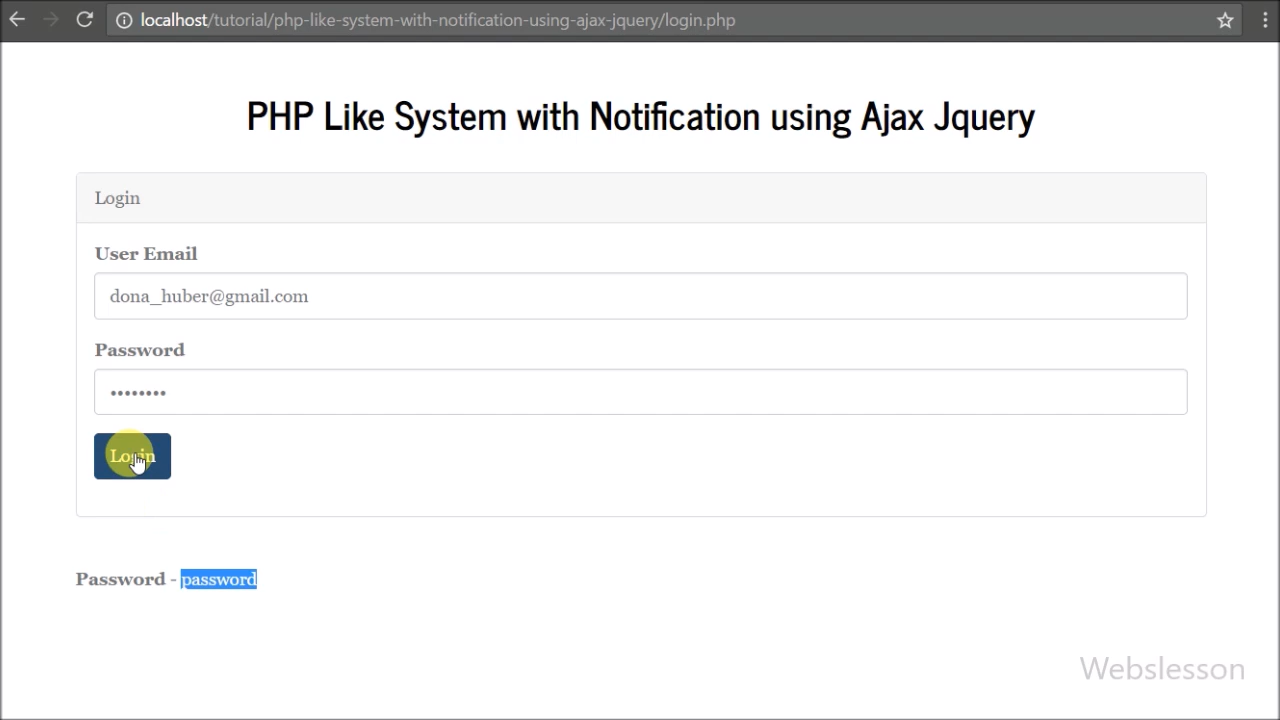 localhost/tutorial/php-like-system-with-notification-using-ajax-jquery/login.php
PHP Like System with Notification using Ajax Jquery
Login
User Email
dona_huber@gmail.com
Password
••••••••
Login
Password - password
Webslesson